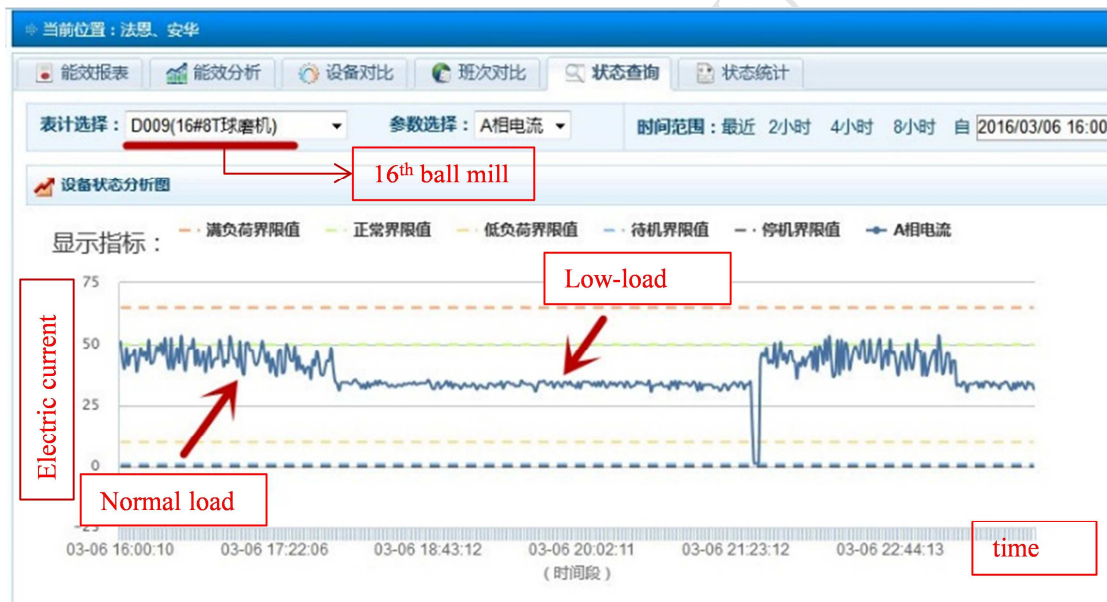 当前位置：法恩、安华
能效报表 能效分析 设备对比 班次对比 状态查询 状态统计
表计选择： D009(16#8T球磨机) 参数选择： A相电流 时间范围：最近 2小时 4小时 8小时 自 2016/03/06 16:00
16th ball mill
设备状态分析图
显示指标： 满负荷界限值 正常界限值 低负荷界限值 待机界限值 停机界限值 A相电流
Low-load
75
50
25
0
-25
Electric current
Normal load
03-06 16:00:10 03-06 17:22:06 03-06 18:43:12 03-06 20:02:11 03-06 21:23:12 03-06 22:44:13
time
（时间段）